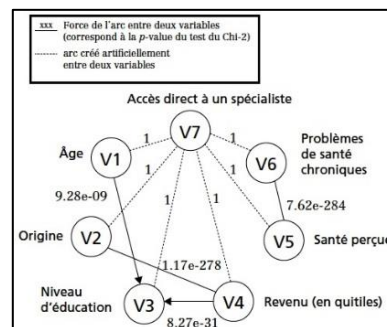 xxx Force de l'arc entre deux variables
(correspond à la p-value du test du Chi-2)
arc créé artificiellement
entre deux variables
Accès direct à un spécialiste
V7
Problèmes
de santé
chroniques
Âge
V1
1
1
V6
1
1
9.28e-09
1
1
7.62e-284
Origine
V2
V5
Santé perçue
1.17e-278
Niveau
d'éducation
V3
V4
Revenu (en quitiles)
8.27e-31